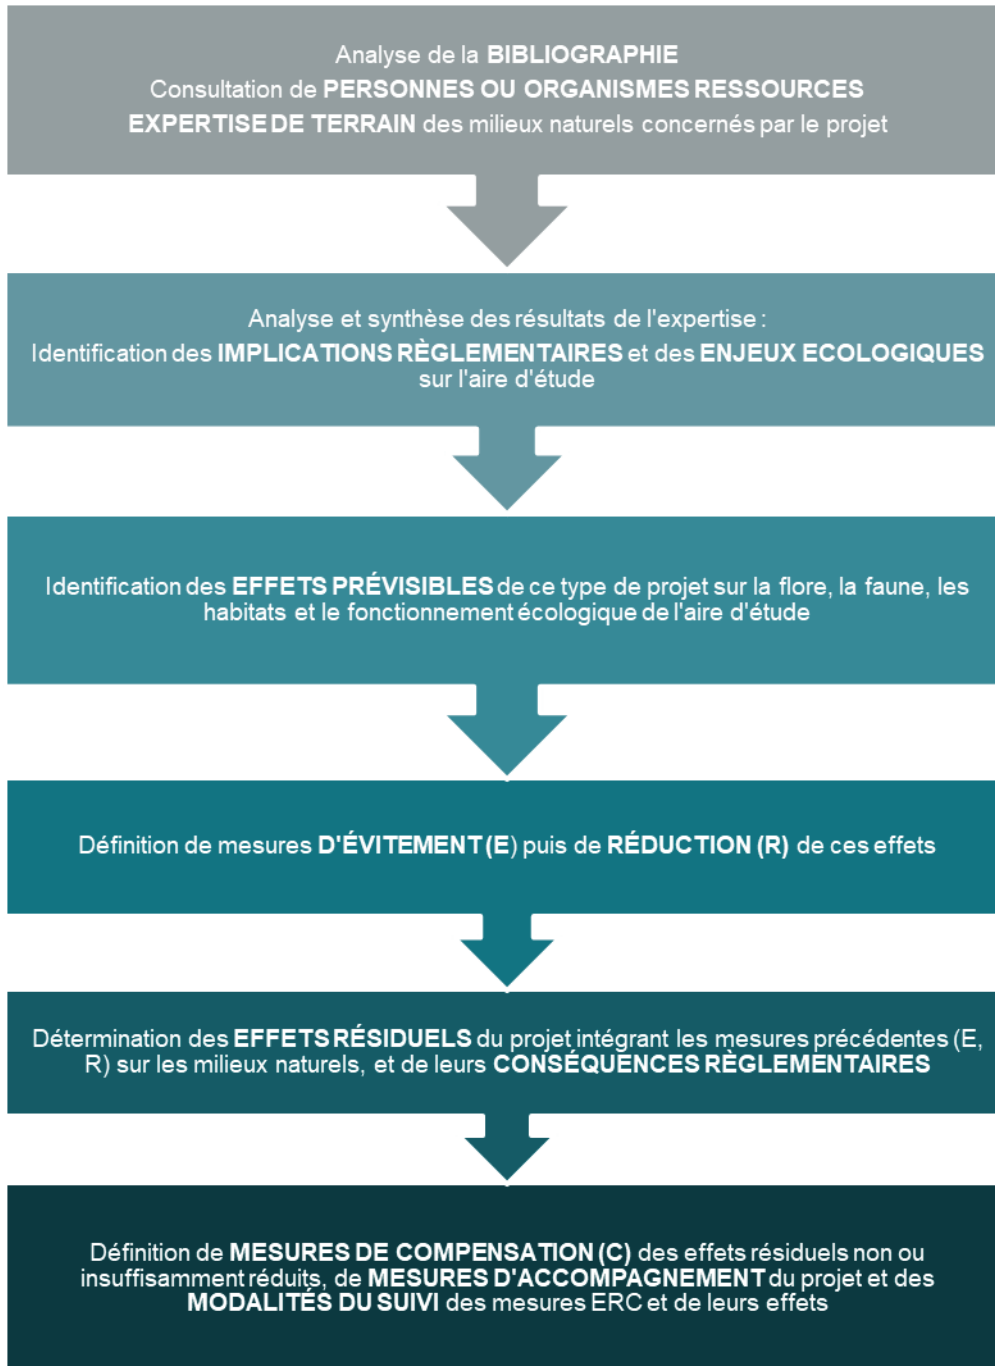 Analyse de la BIBLIOGRAPHIE
Consultation de PERSONNES OU ORGANISMES RESSOURCES
EXPERTISE DE TERRAIN des milieux naturels concernés par le projet
Analyse et synthèse des résultats de l'expertise :
Identification des IMPLICATIONS RÈGLEMENTAIRES et des ENJEUX ECOLOGIQUES
sur l'aire d'étude
Identification des EFFETS PRÉVISIBLES de ce type de projet sur la flore, la faune, les
habitats et le fonctionnement écologique de l'aire d'étude
Définition de mesures D'ÉVITEMENT (E) puis de RÉDUCTION (R) de ces effets
Détermination des EFFETS RÉSIDUELS du projet intégrant les mesures précédentes (E,
R) sur les milieux naturels, et de leurs CONSÉQUENCES RÈGLEMENTAIRES
Définition de MESURES DE COMPENSATION (C) des effets résiduels non ou
insuffisamment réduits, de MESURES D'ACCOMPAGNEMENT du projet et des
MODALITÉS DU SUIVI des mesures ERC et de leurs effets